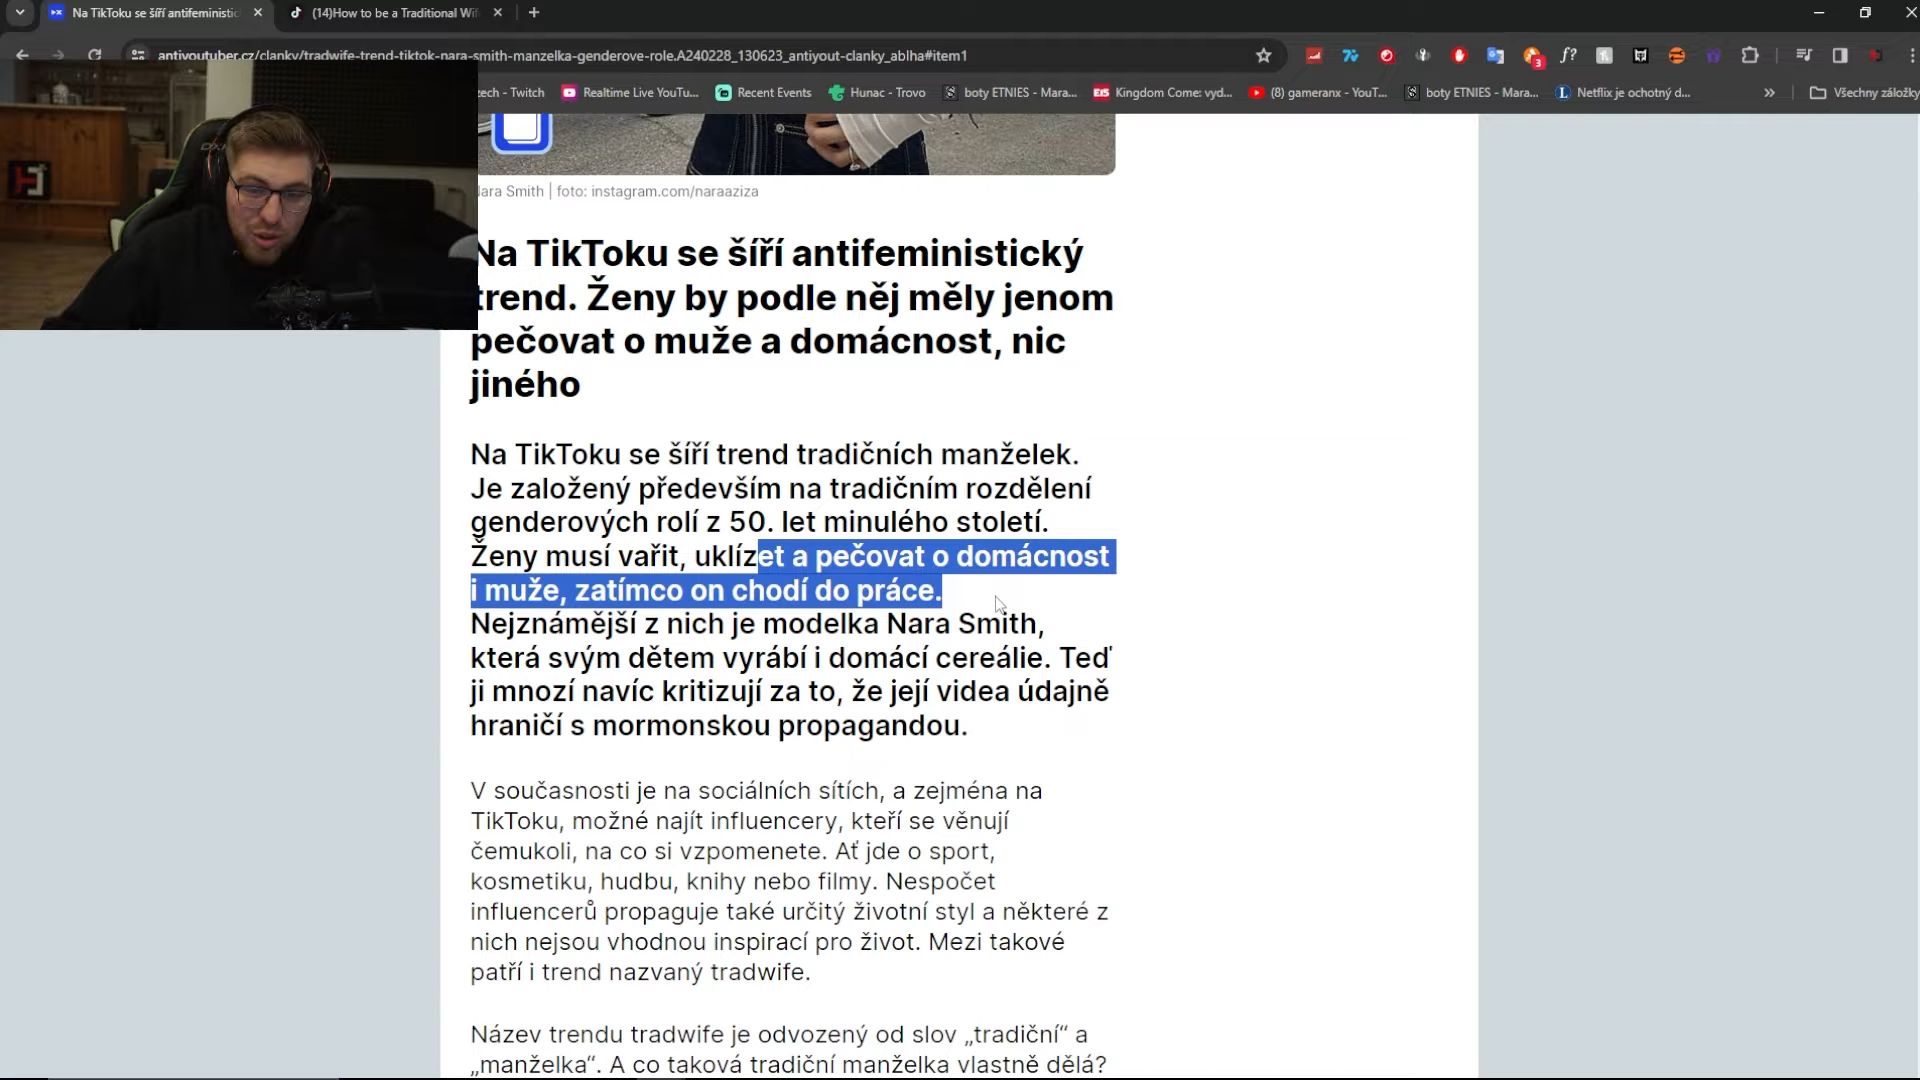 Na TikToku se šíří antifeministic
(14)How to be a Traditional Wif
antiyoutuber.cz/clanky/tradwife-trend-tiktok-nara-smith-manzelka-genderove-role.A240228_130623_antiyout-clanky_ablha#item1
zech - Twitch
Realtime Live YouTu...
Recent Events
Hunac - Trovo
boty ETNIES - Mara...
Kingdom Come: vyd...
(8) gameranx - YouT...
boty ETNIES - Mara...
Netflix je ochotný d...
»
Všechny záložky
Nara Smith | foto: instagram.com/naraaziza
Na TikToku se šíří antifeministický
trend. Ženy by podle něj měly jenom
pečovat o muže a domácnost, nic
jiného
Na TikToku se šíří trend tradičních manželek.
Je založený především na tradičním rozdělení
genderových rolí z 50. let minulého století.
Ženy musí vařit, uklízet a pečovat o domácnost
i muže, zatímco on chodí do práce.
Nejznámější z nich je modelka Nara Smith,
která svým dětem vyrábí i domácí cereálie. Teď
ji mnozí navíc kritizují za to, že její videa údajně
hraničí s mormonskou propagandou.
V současnosti je na sociálních sítích, a zejména na
TikToku, možné najít influencery, kteří se věnují
čemukoli, na co si vzpomenete. Ať jde o sport,
kosmetiku, hudbu, knihy nebo filmy. Nespočet
influencerů propaguje také určitý životní styl a některé z
nich nejsou vhodnou inspirací pro život. Mezi takové
patří i trend nazvaný tradwife.
Název trendu tradwife je odvozený od slov „tradiční“ a
„manželka“. A co taková tradiční manželka vlastně dělá?